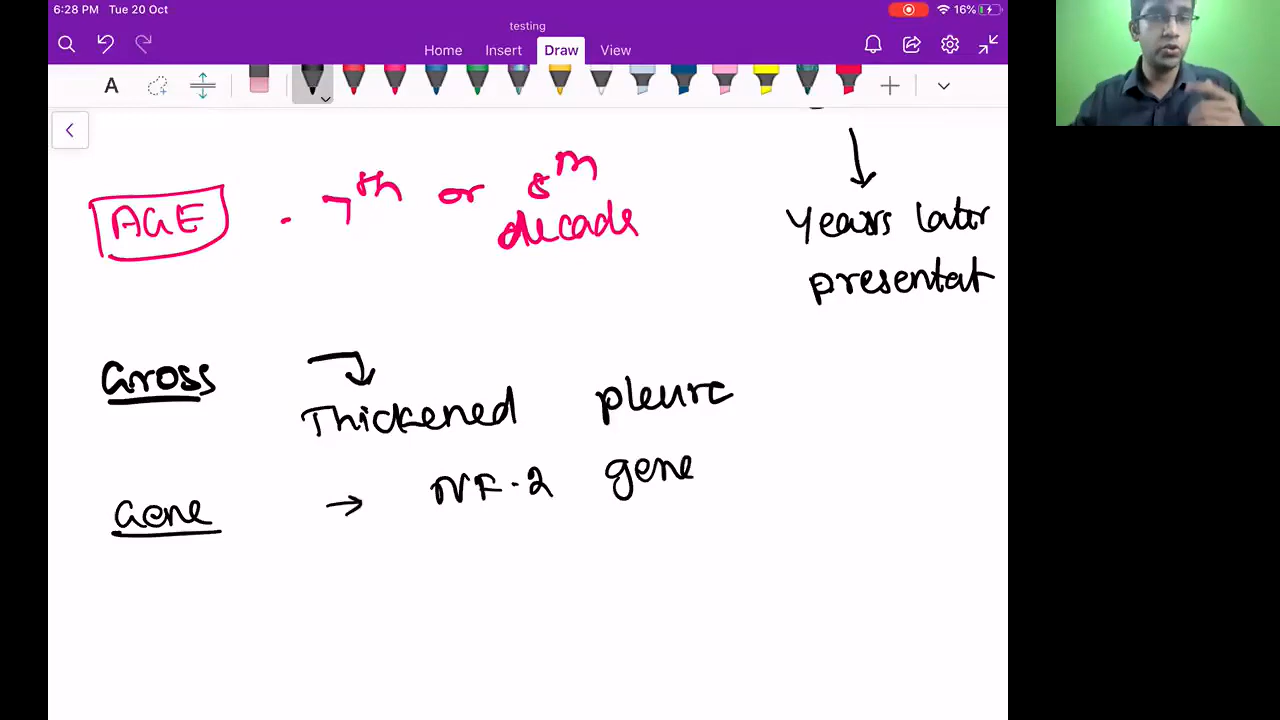 6:28 PM Tue 20 Oct
16%
testing
Home Insert Draw View
A
AGE - 7th or 8th decade
Years later
presentat
Gross
Thickened pleura
Gene → NF-2 gene